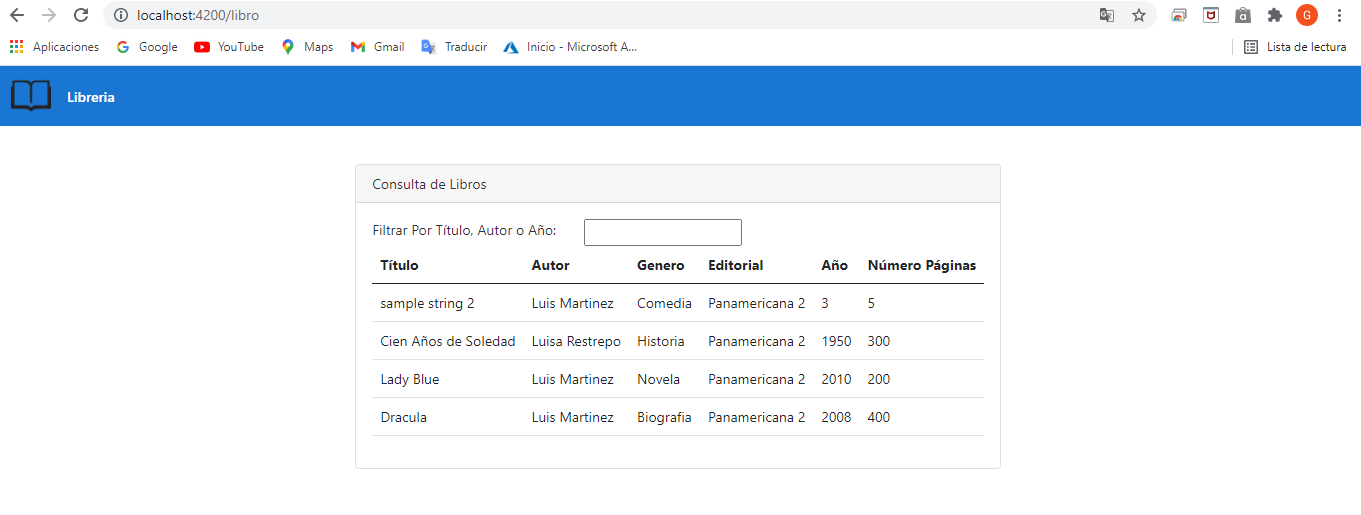 localhost:4200/libro
G
Aplicaciones Google YouTube Maps Gmail Traducir Inicio - Microsoft A... Lista de lectura
Libreria
Consulta de Libros
Filtrar Por Título, Autor o Año:
Título Autor Genero Editorial Año Número Páginas
sample string 2 Luis Martinez Comedia Panamericana 2 3 5
Cien Años de Soledad Luisa Restrepo Historia Panamericana 2 1950 300
Lady Blue Luis Martinez Novela Panamericana 2 2010 200
Dracula Luis Martinez Biografia Panamericana 2 2008 400